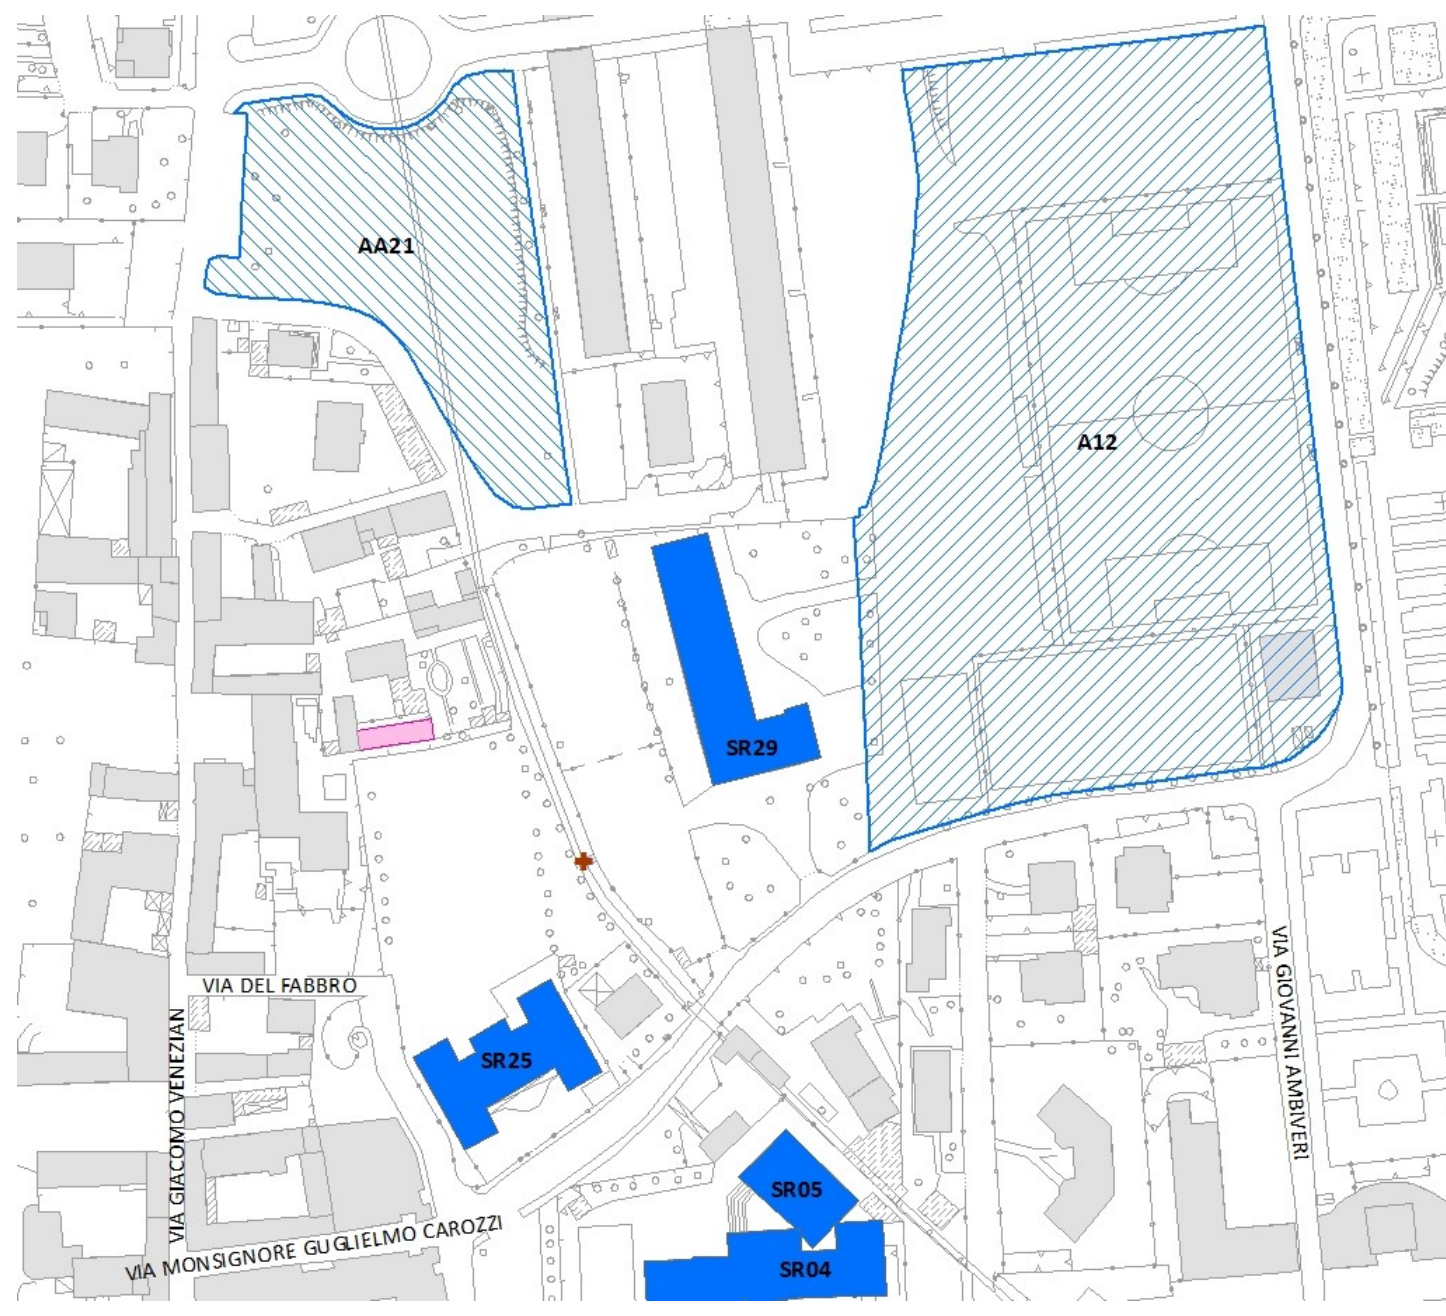 AA21
A12
SR29
VIA DEL FABBRO
VIA GIACOMO VENEZIAN
SR25
VIA GIOVANNI AMBIVERI
SR05
VIA MONSIGNORE GUGLIELMO CAROZZI
SR04